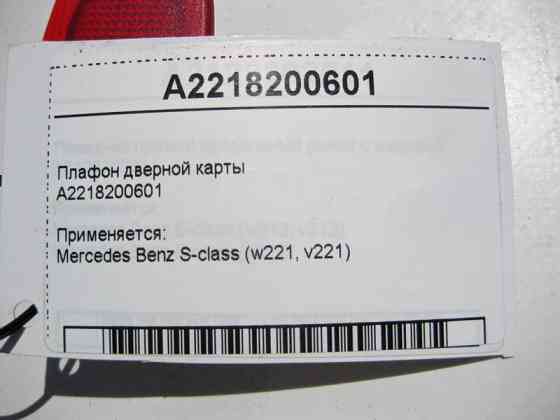 A2218200601
Плафон дверной карты
A2218200601
Применяется:
Mercedes Benz S-class (w221, v221)